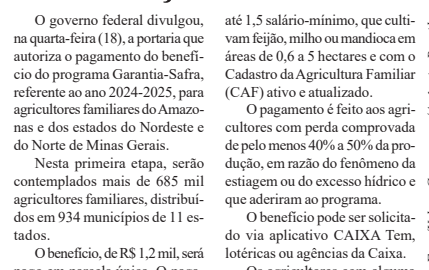 O governo federal divulgou,
na quarta-feira (18), a portaria que
autoriza o pagamento do benefí-
cio do programa Garantia-Safra,
referente ao ano 2024-2025, para
agricultores familiares do Amazo-
nas e dos estados do Nordeste e
do Norte de Minas Gerais.
Nesta primeira etapa, serão
contemplados mais de 685 mil
agricultores familiares, distribuí-
dos em 934 municípios de 11 es-
tados.
O benefício, de R$ 1,2 mil, será
até 1,5 salário-mínimo, que culti-
vam feijão, milho ou mandioca em
áreas de 0,6 a 5 hectares e com o
Cadastro da Agricultura Familiar
(CAF) ativo e atualizado.
O pagamento é feito aos agri-
cultores com perda comprovada
de pelo menos 40% a 50% da pro-
dução, em razão do fenômeno da
estiagem ou do excesso hídrico e
que aderiram ao programa.
O benefício pode ser solicita-
do via aplicativo CAIXA Tem,
lotéricas ou agências da Caixa.